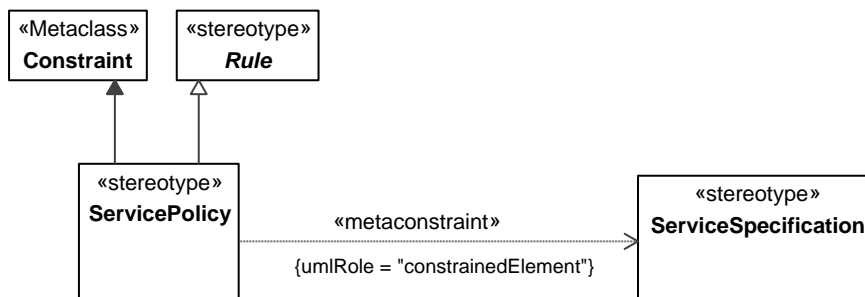 «Metaclass»
Constraint
«stereotype»
Rule
«stereotype»
ServicePolicy
«metaconstraint»
{umlRole = "constrainedElement"}
«stereotype»
ServiceSpecification